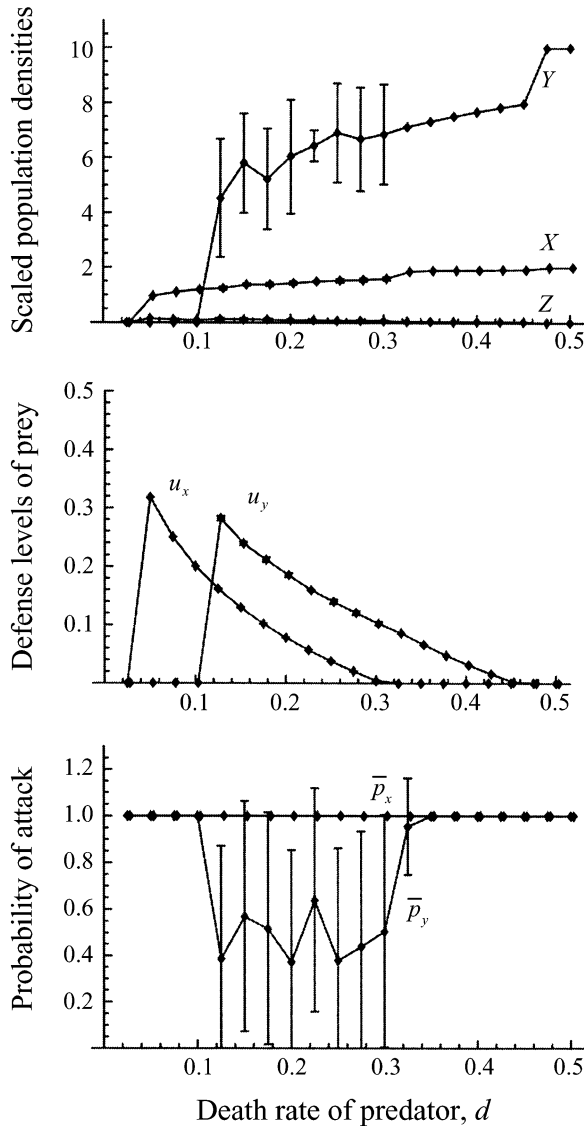 Scaled population densities
10
8
6
4
2
Y
X
Z
0.1 0.2 0.3 0.4 0.5
Defense levels of prey
0.5
0.4
0.3
0.2
0.1
u_x
u_y
0.1 0.2 0.3 0.4 0.5
Probability of attack
1.2
1.0
0.8
0.6
0.4
0.2
p̅_x
p̅_y
0.1 0.2 0.3 0.4 0.5
Death rate of predator, d